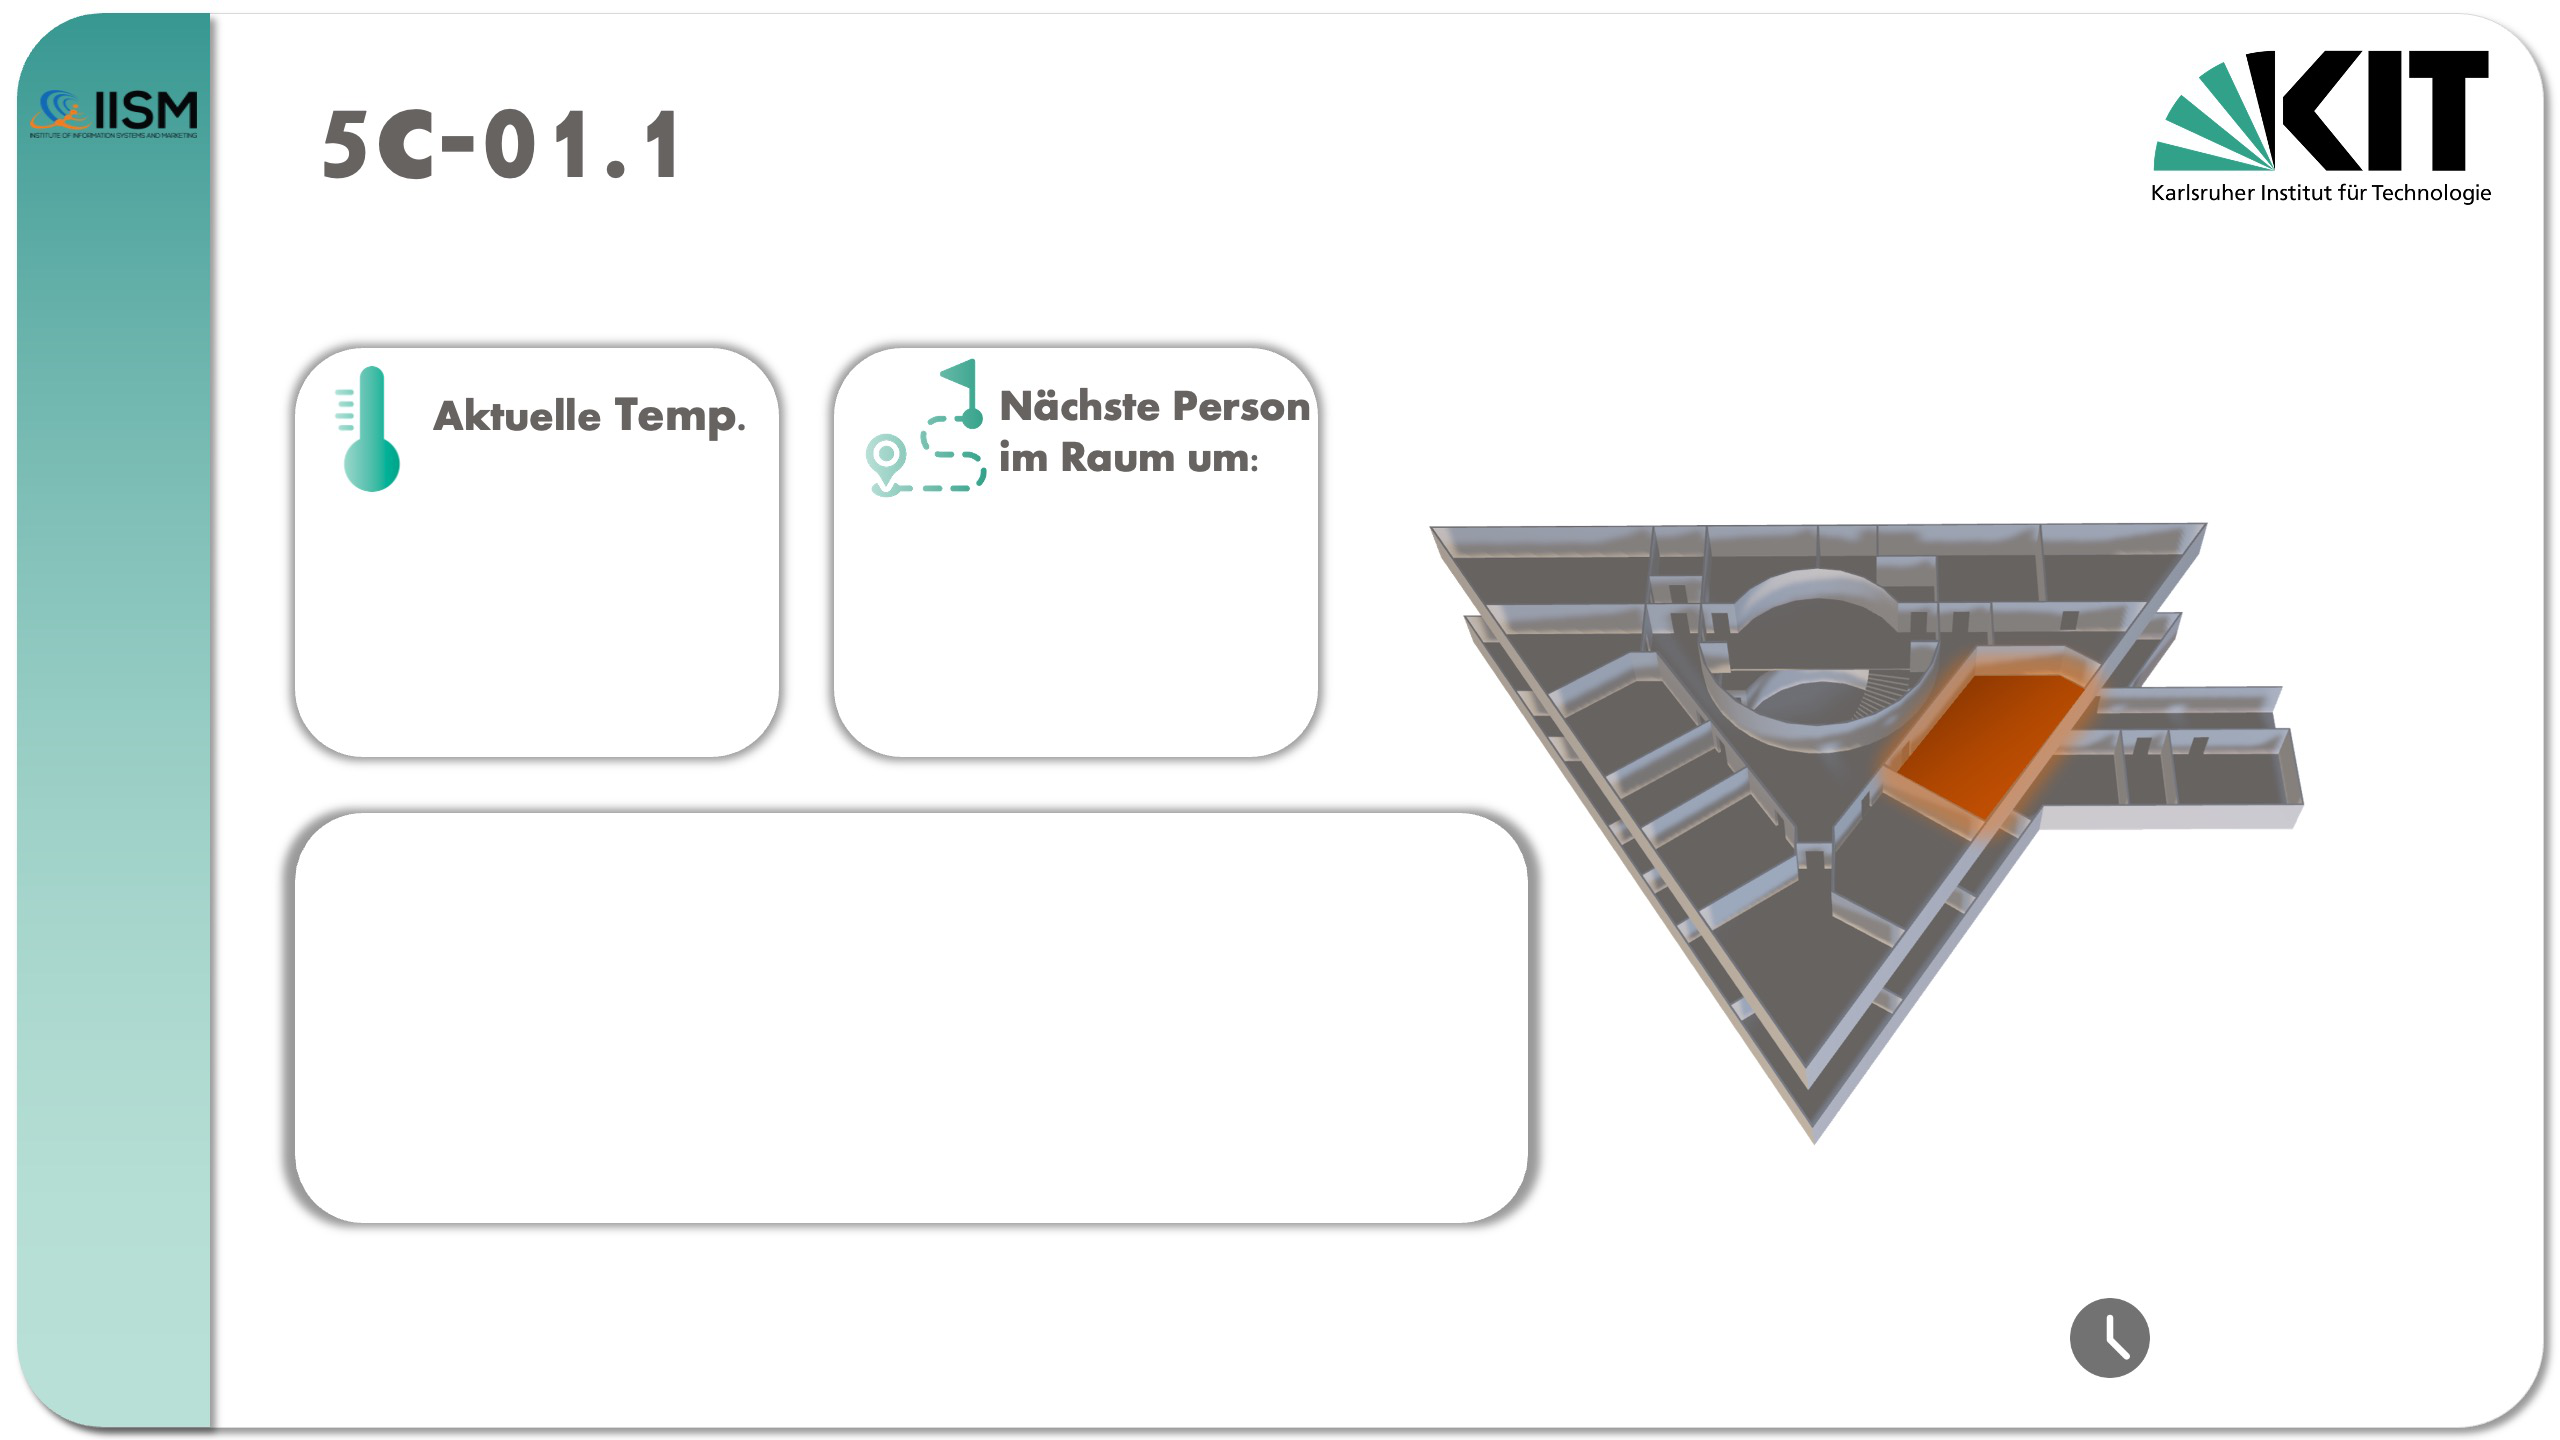 IISM
INSTITUTE OF INFORMATION SYSTEMS AND MARKETING
5C-01.1
KIT
Karlsruher Institut für Technologie
Aktuelle Temp.
Nächste Person
im Raum um: